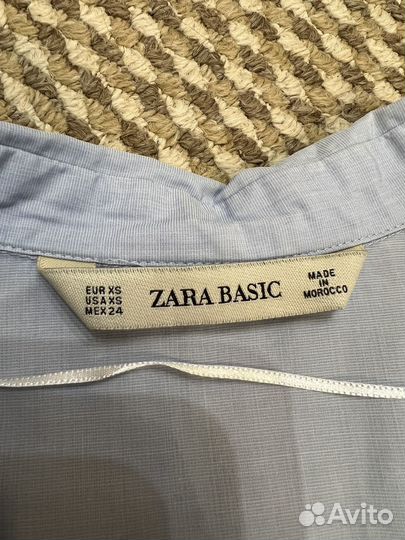 EUR XS
USA XS
MEX 24
ZARA BASIC
MADE
IN
MOROCCO
Avito